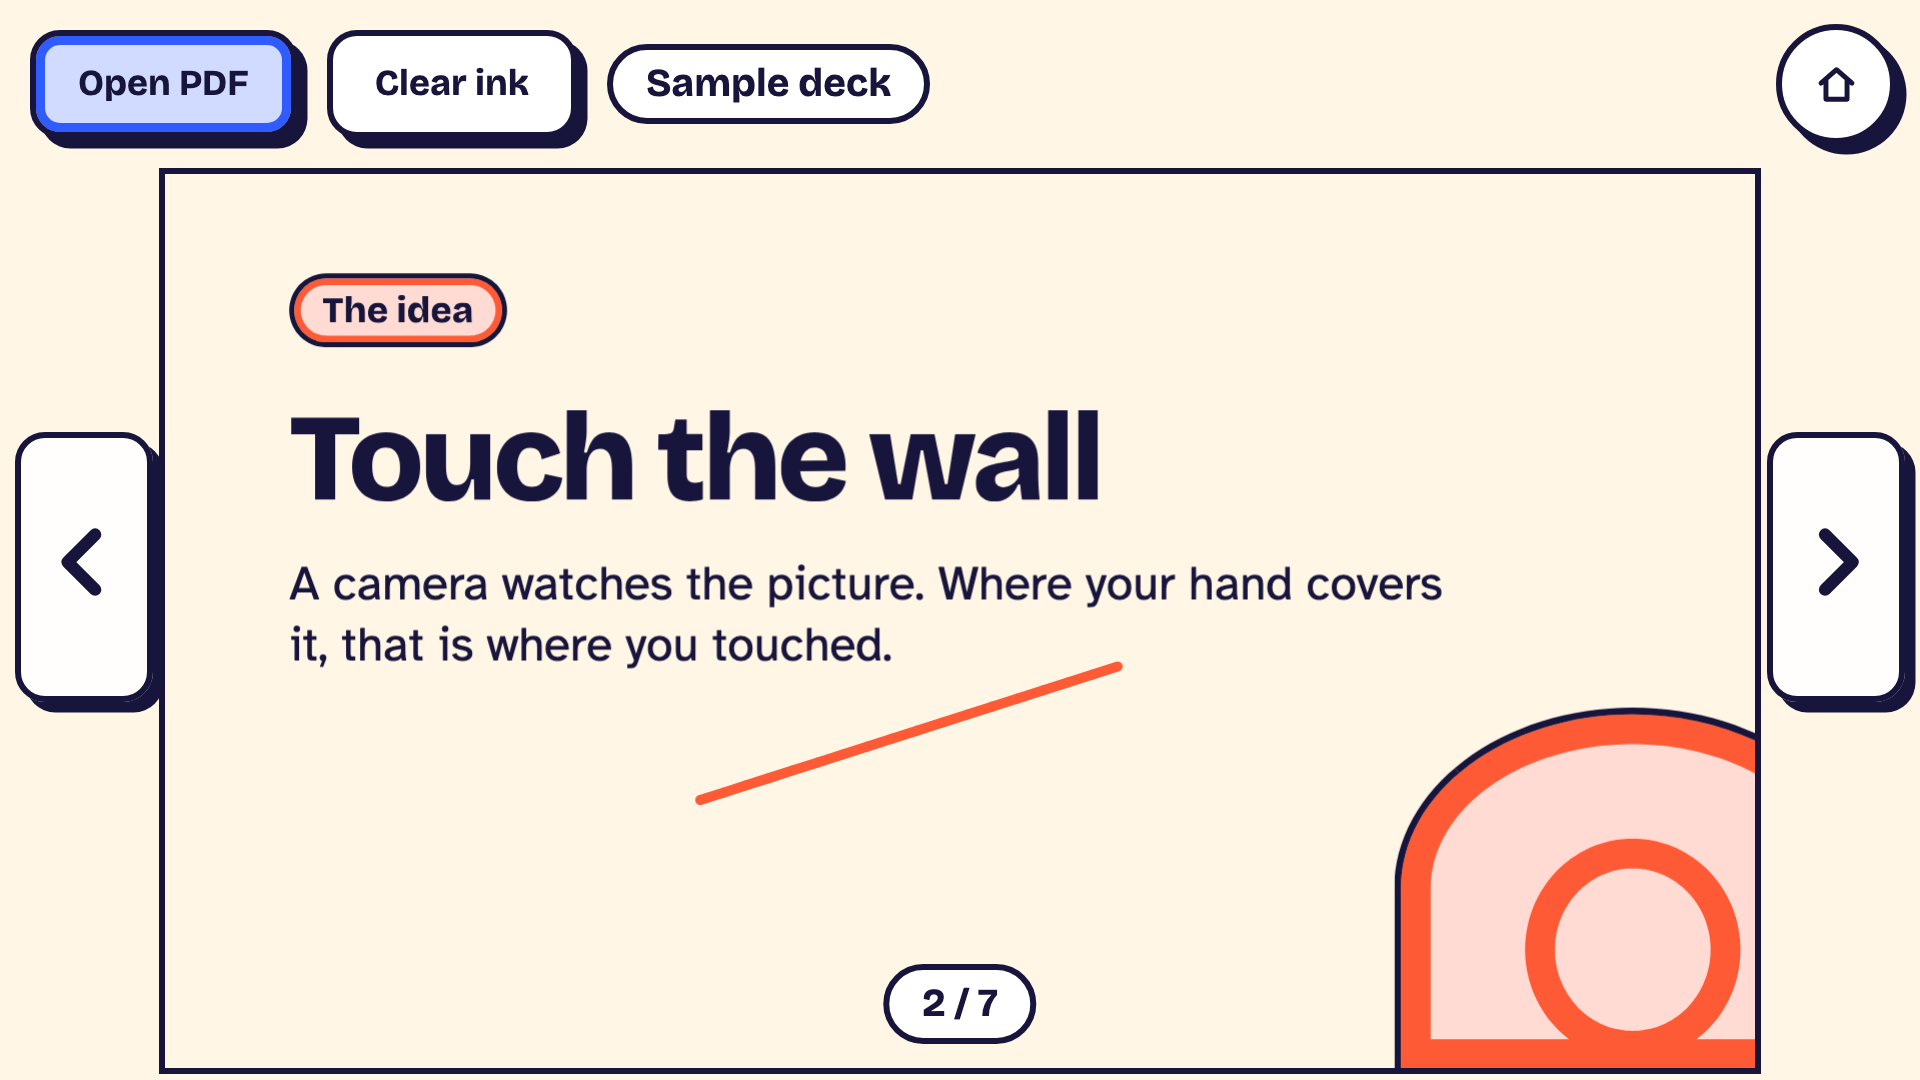 Open PDF
Clear ink
Sample deck
The idea
Touch the wall
A camera watches the picture. Where your hand covers
it, that is where you touched.
2 / 7